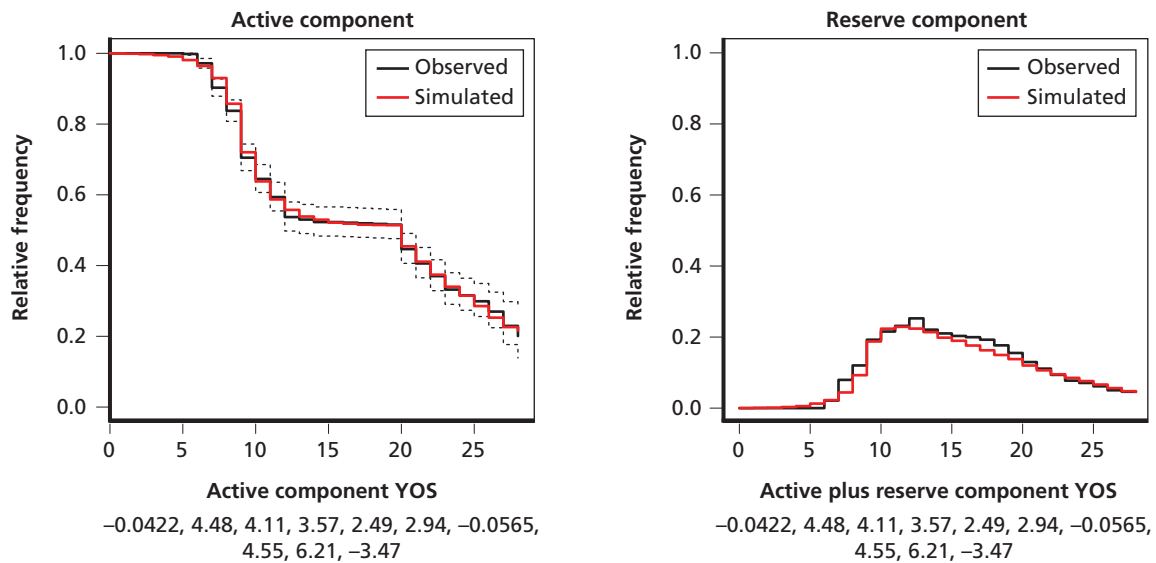 Active component
1.0
0.8
0.6
0.4
0.2
0.0
Relative frequency
Observed
Simulated
0 5 10 15 20 25
Active component YOS
–0.0422, 4.48, 4.11, 3.57, 2.49, 2.94, –0.0565,
4.55, 6.21, –3.47
Reserve component
1.0
0.8
0.6
0.4
0.2
0.0
Relative frequency
Observed
Simulated
0 5 10 15 20 25
Active plus reserve component YOS
–0.0422, 4.48, 4.11, 3.57, 2.49, 2.94, –0.0565,
4.55, 6.21, –3.47